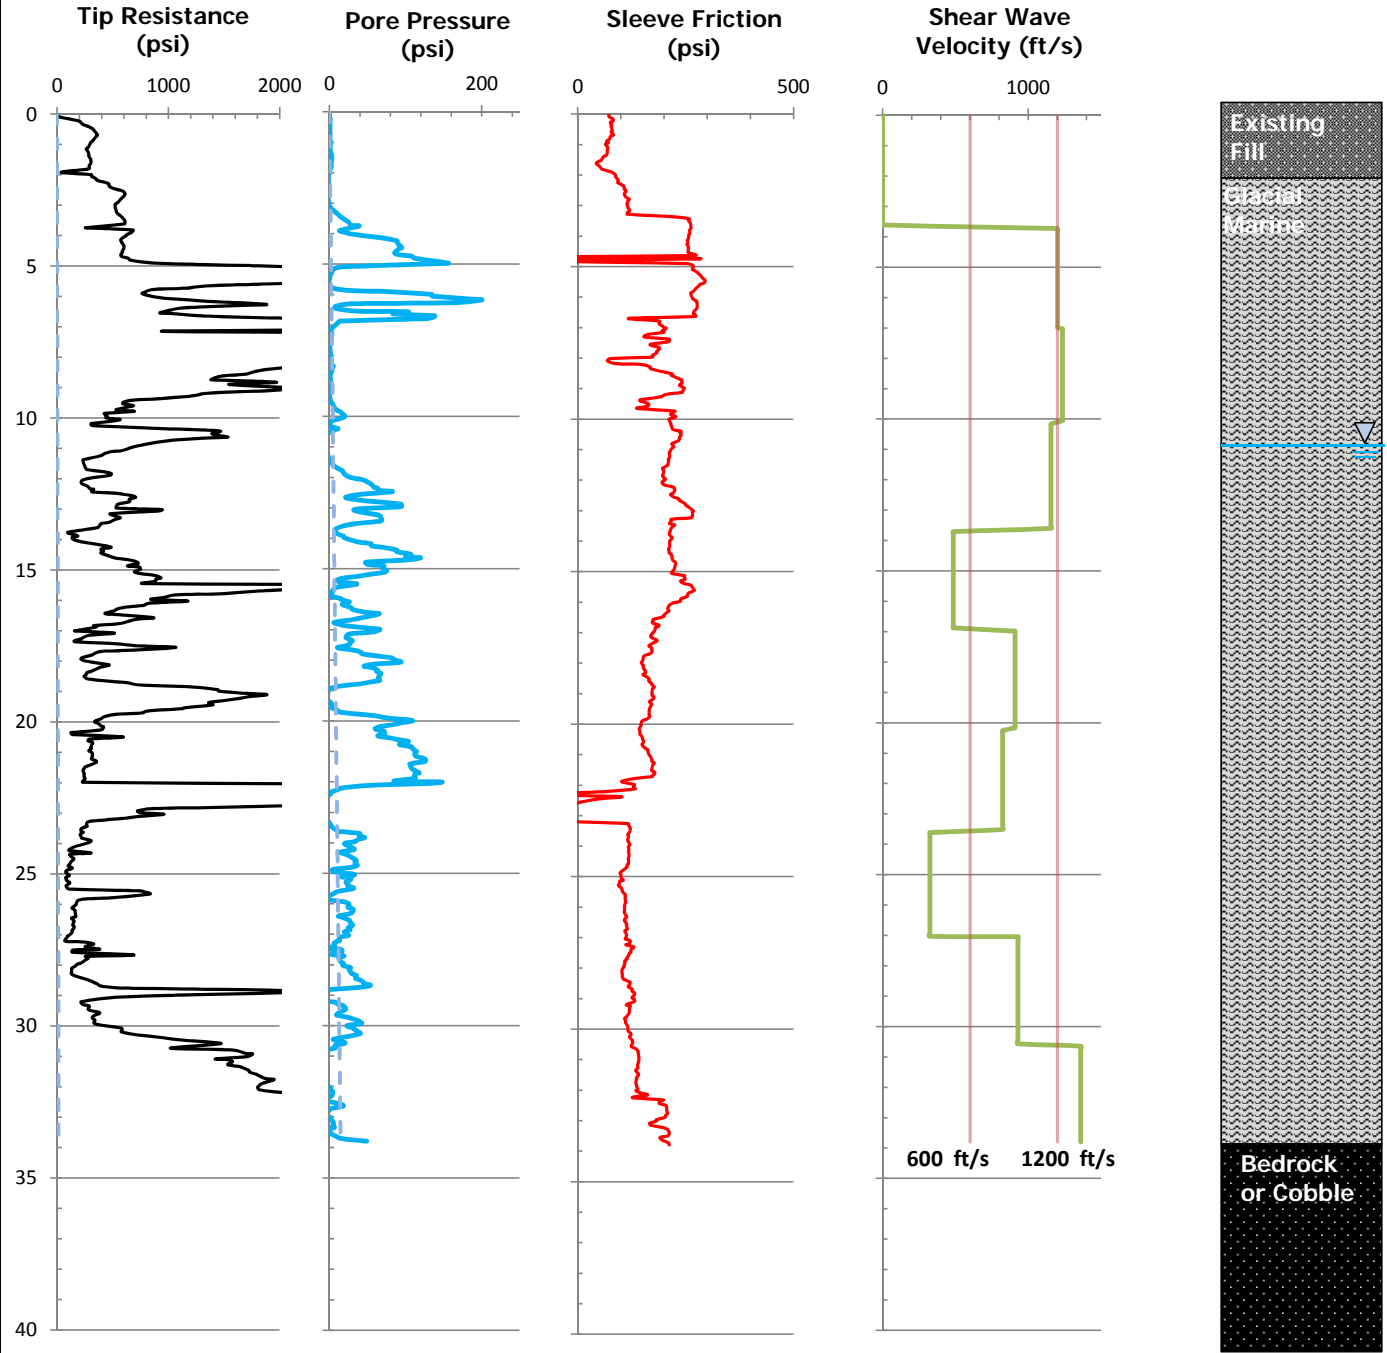 Tip Resistance
(psi)
Pore Pressure
(psi)
Sleeve Friction
(psi)
Shear Wave
Velocity (ft/s)
0 1000 2000
200
0 500
0 1000
0
5
10
15
20
25
30
35
40
600 ft/s 1200 ft/s
Existing
Fill
Glacial
Marine
Bedrock
or Cobble